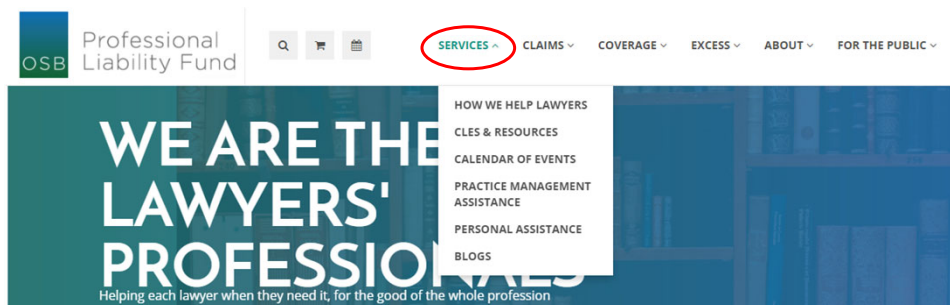 OSB
Professional
Liability Fund
SERVICES
CLAIMS
COVERAGE
EXCESS
ABOUT
FOR THE PUBLIC
HOW WE HELP LAWYERS
CLES & RESOURCES
CALENDAR OF EVENTS
PRACTICE MANAGEMENT
ASSISTANCE
PERSONAL ASSISTANCE
BLOGS
WE ARE THE
LAWYERS'
PROFESSIONALS
Helping each lawyer when they need it, for the good of the whole profession